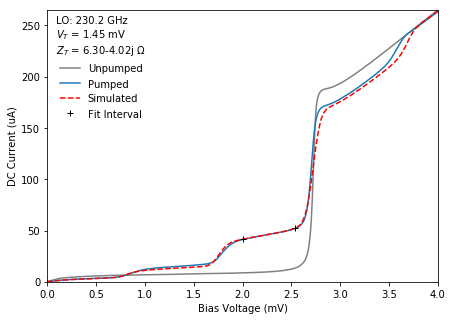 LO: 230.2 GHz
V_T = 1.45 mV
Z_T = 6.30-4.02j Ω
Unpumped
Pumped
Simulated
Fit Interval
DC Current (uA)
250
200
150
100
50
0
0.0 0.5 1.0 1.5 2.0 2.5 3.0 3.5 4.0
Bias Voltage (mV)